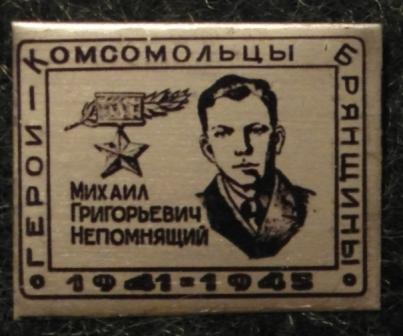 ГЕРОИ-КОМСОМОЛЬЦЫ БРЯНЩИНЫ
МИХАИЛ
ГРИГОРЬЕВИЧ
НЕПОМНЯЩИЙ
1941-1945